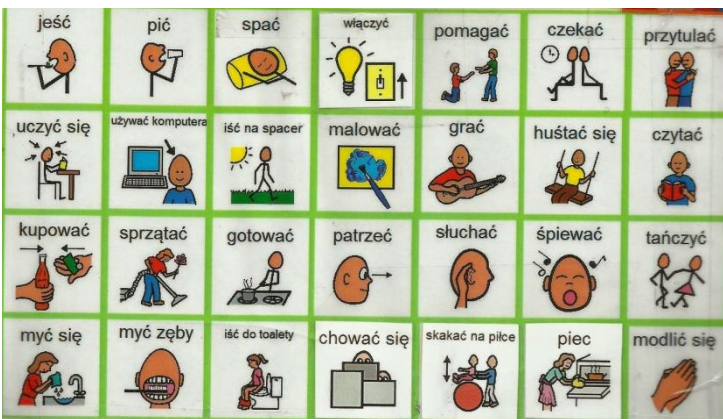 jeść
pić
spać
włączyć
pomagać
czekać
przytulać
uczyć się
używać komputera
iść na spacer
malować
grać
huśtać się
czytać
kupować
sprzątać
gotować
patrzeć
słuchać
śpiewać
tańczyć
myć się
myć zęby
iść do toalety
chować się
skakać na piłce
piec
modlić się